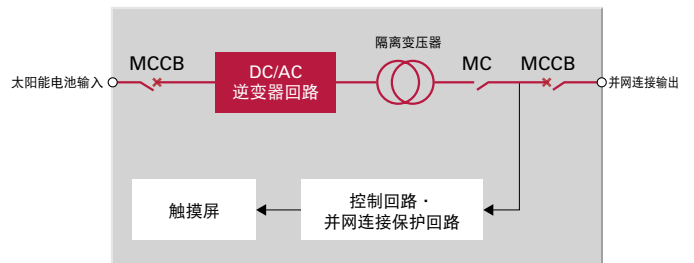 隔离变压器
MCCB
MC
MCCB
太阳能电池输入
DC/AC
逆变器回路
并网连接输出
触摸屏
控制回路·
并网连接保护回路